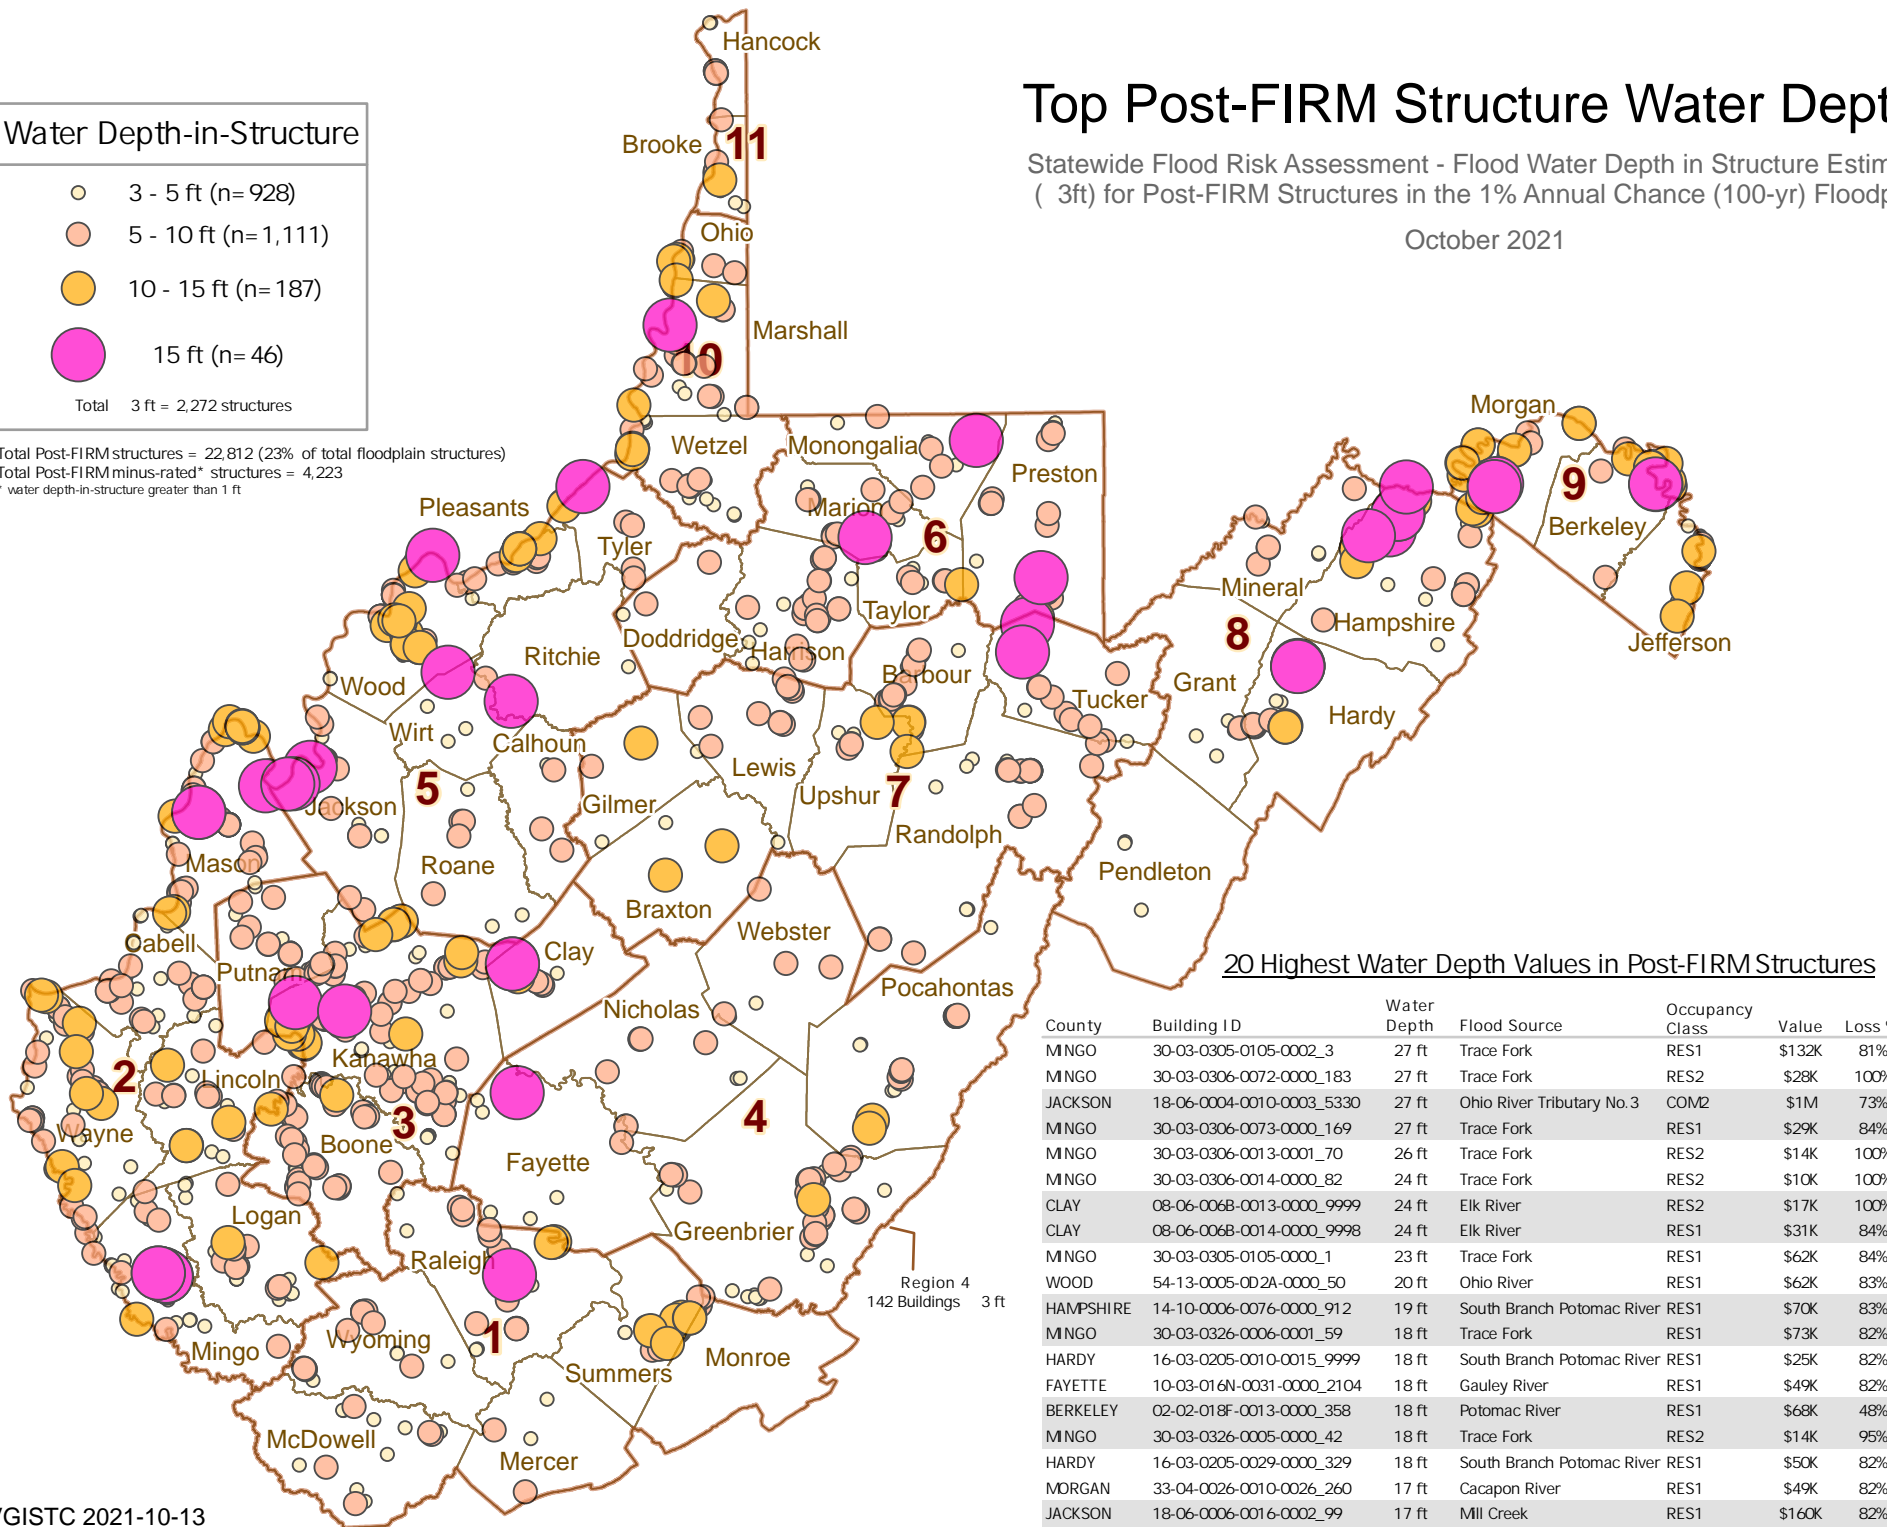 Top Post-FIRM Structure Water Dept
Statewide Flood Risk Assessment - Flood Water Depth in Structure Estim
( 3ft) for Post-FIRM Structures in the 1% Annual Chance (100-yr) Floodp
October 2021
Water Depth-in-Structure
3 - 5 ft (n=928)
5 - 10 ft (n=1,111)
10 - 15 ft (n=187)
15 ft (n=46)
Total 3 ft = 2,272 structures
Total Post-FIRM structures = 22,812 (23% of total floodplain structures)
Total Post-FIRM minus-rated* structures = 4,223
* water depth-in-structure greater than 1 ft
Hancock
Brooke
11
Ohio
Marshall
10
Wetzel
Monongalia
Preston
Morgan
9
Berkeley
Jefferson
Pleasants
Tyler
Marion
6
Taylor
Mineral
8
Hampshire
Doddridge
Harrison
Ritchie
Wood
Barbour
Tucker
Grant
Hardy
Wirt
Calhoun
5
Lewis
Upshur
7
Gilmer
Jackson
Randolph
Mason
Roane
Pendleton
Braxton
Webster
Cabell
Putnam
Clay
Nicholas
Pocahontas
Kanawha
2
Lincoln
3
4
Wayne
Boone
Fayette
Logan
Greenbrier
Raleigh
Region 4
142 Buildings 3 ft
Mingo
Wyoming
1
Summers
Monroe
McDowell
Mercer
20 Highest Water Depth Values in Post-FIRM Structures
County Building ID Water Depth Flood Source Occupancy Class Value Loss %
MINGO 30-03-0305-0105-0002_3 27 ft Trace Fork RES1 $132K 81%
MINGO 30-03-0306-0072-0000_183 27 ft Trace Fork RES2 $28K 100%
JACKSON 18-06-0004-0010-0003_5330 27 ft Ohio River Tributary No.3 COM2 $1M 73%
MINGO 30-03-0306-0073-0000_169 27 ft Trace Fork RES1 $29K 84%
MINGO 30-03-0306-0013-0001_70 26 ft Trace Fork RES2 $14K 100%
MINGO 30-03-0306-0014-0000_82 24 ft Trace Fork RES2 $10K 100%
CLAY 08-06-006B-0013-0000_9999 24 ft Elk River RES2 $17K 100%
CLAY 08-06-006B-0014-0000_9998 24 ft Elk River RES1 $31K 84%
MINGO 30-03-0305-0105-0000_1 23 ft Trace Fork RES1 $62K 84%
WOOD 54-13-0005-0D2A-0000_50 20 ft Ohio River RES1 $62K 83%
HAMPSHIRE 14-10-0006-0076-0000_912 19 ft South Branch Potomac River RES1 $70K 83%
MINGO 30-03-0326-0006-0001_59 18 ft Trace Fork RES1 $73K 82%
HARDY 16-03-0205-0010-0015_9999 18 ft South Branch Potomac River RES1 $25K 82%
FAYETTE 10-03-016N-0031-0000_2104 18 ft Gauley River RES1 $49K 82%
BERKELEY 02-02-018F-0013-0000_358 18 ft Potomac River RES1 $68K 48%
MINGO 30-03-0326-0005-0000_42 18 ft Trace Fork RES2 $14K 95%
HARDY 16-03-0205-0029-0000_329 18 ft South Branch Potomac River RES1 $50K 82%
MORGAN 33-04-0026-0010-0026_260 17 ft Cacapon River RES1 $49K 82%
JACKSON 18-06-0006-0016-0002_99 17 ft Mill Creek RES1 $160K 82%
VGISTC 2021-10-13